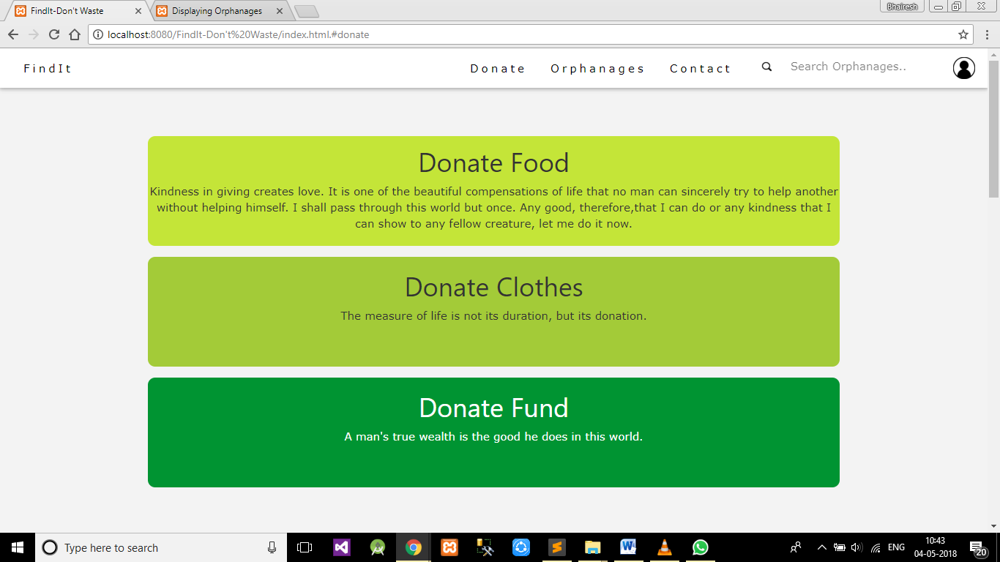 FindIt-Don't Waste
Displaying Orphanages
Bhairesh
localhost:8080/FindIt-Don't%20Waste/index.html.#donate
FindIt
Donate
Orphanages
Contact
Search Orphanages..
Donate Food
Kindness in giving creates love. It is one of the beautiful compensations of life that no man can sincerely try to help another
without helping himself. I shall pass through this world but once. Any good, therefore,that I can do or any kindness that I
can show to any fellow creature, let me do it now.
Donate Clothes
The measure of life is not its duration, but its donation.
Donate Fund
A man's true wealth is the good he does in this world.
Type here to search
ENG
10:43
04-05-2018
20